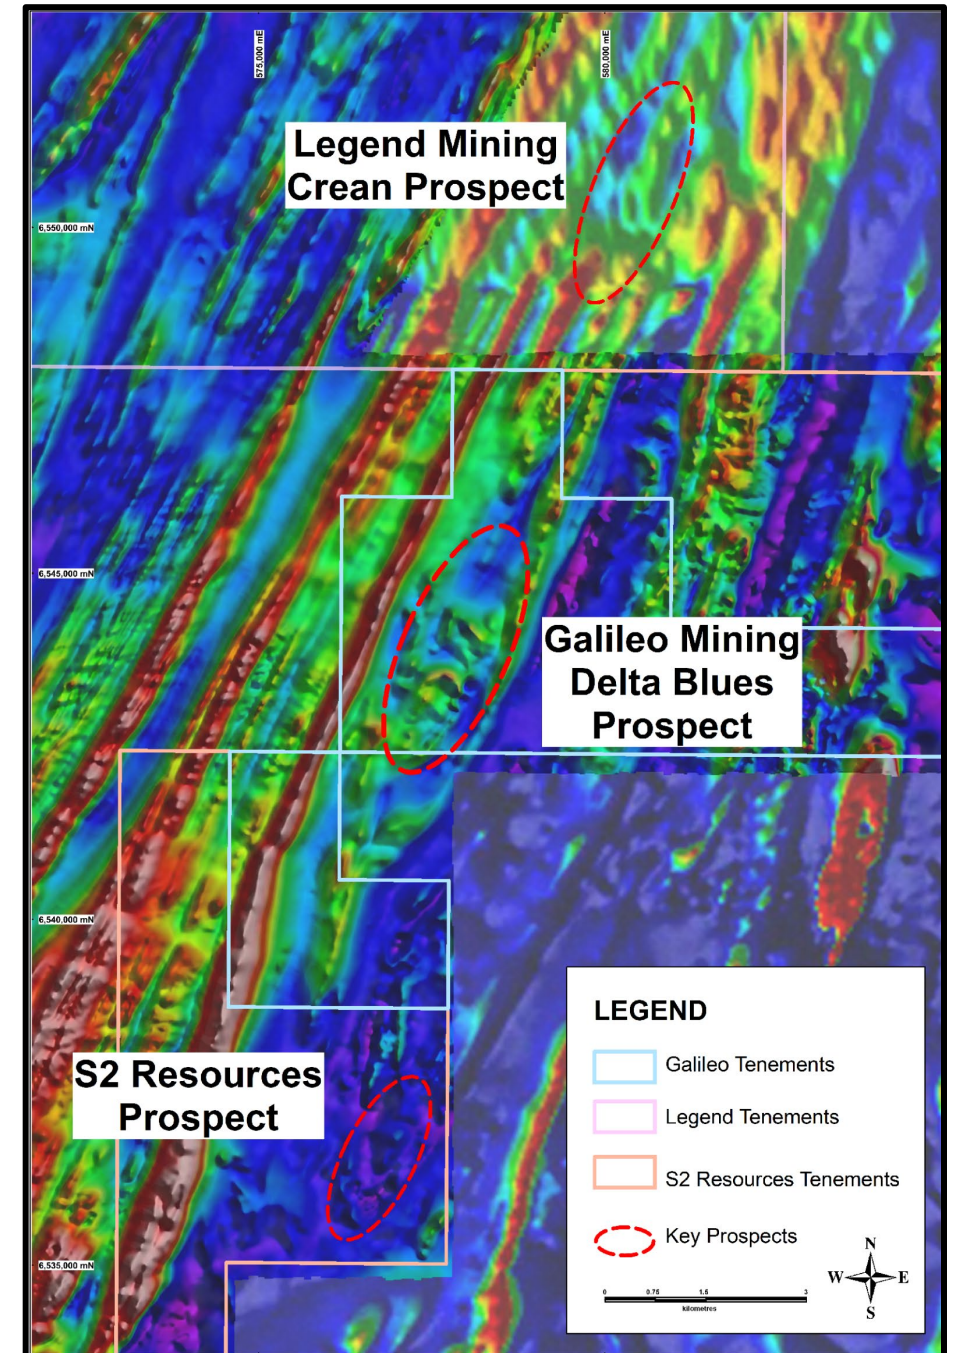 575,000 mE
580,000 mE
Legend Mining
Crean Prospect
6,550,000 mN
6,545,000 mN
Galileo Mining
Delta Blues
Prospect
6,540,000 mN
S2 Resources
Prospect
6,535,000 mN
LEGEND
Galileo Tenements
Legend Tenements
S2 Resources Tenements
Key Prospects
N
W E
S
0 0.75 1.5 3
kilometres